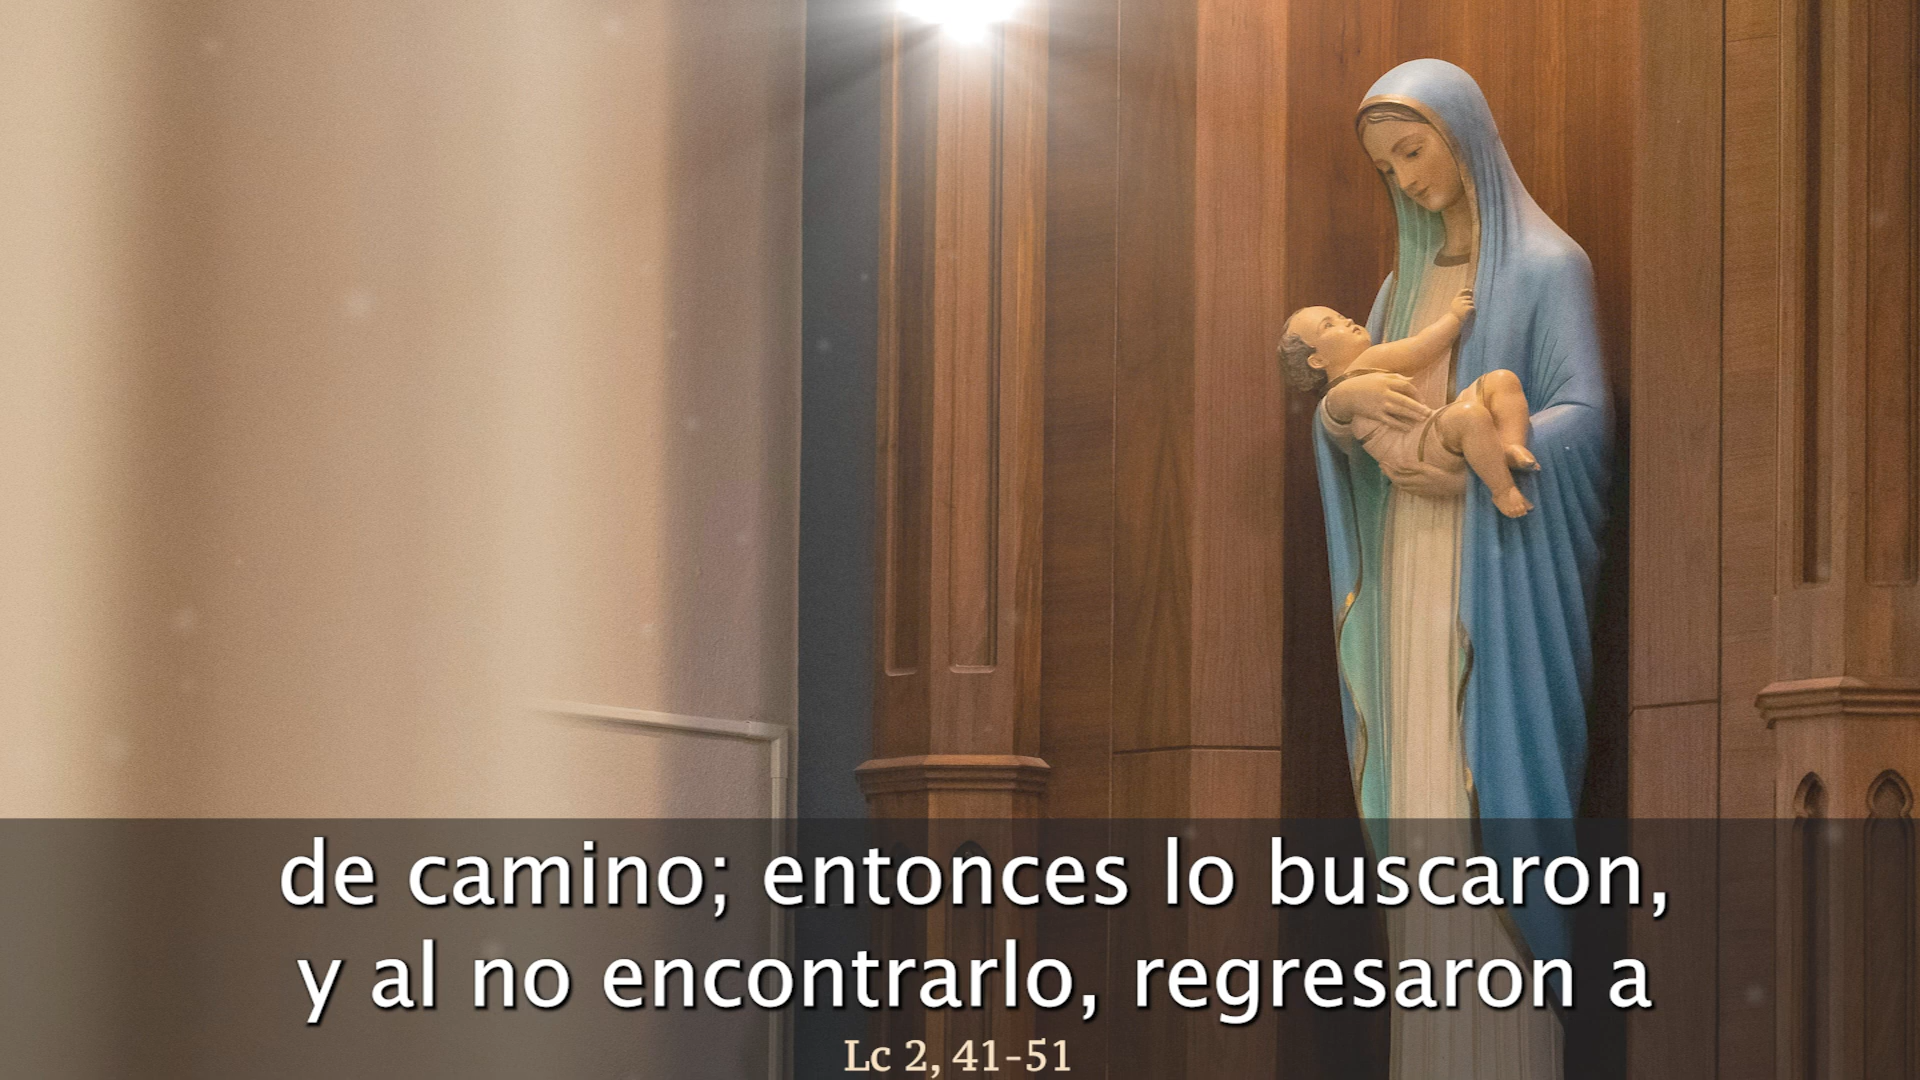 de camino; entonces lo buscaron,
y al no encontrarlo, regresaron a
Lc 2, 41-51